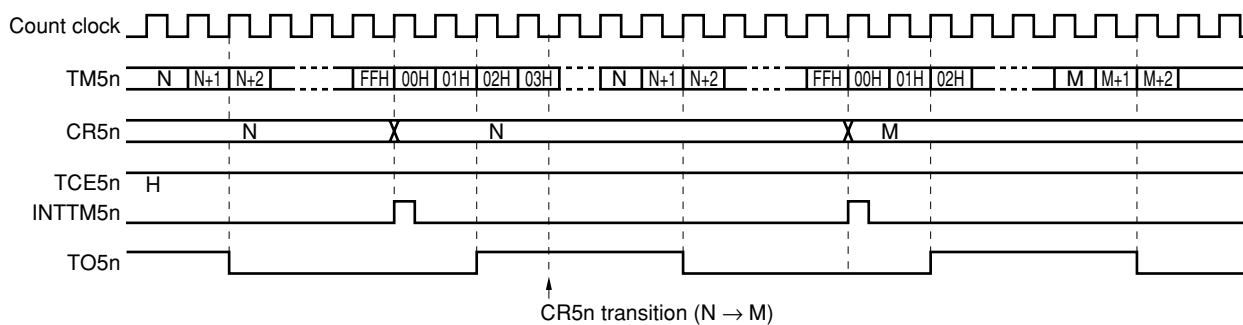 Count clock
TM5n N N+1 N+2 FFH 00H 01H 02H 03H N N+1 N+2 FFH 00H 01H 02H M M+1 M+2
CR5n N N M
TCE5n H
INTTM5n
TO5n
CR5n transition (N → M)